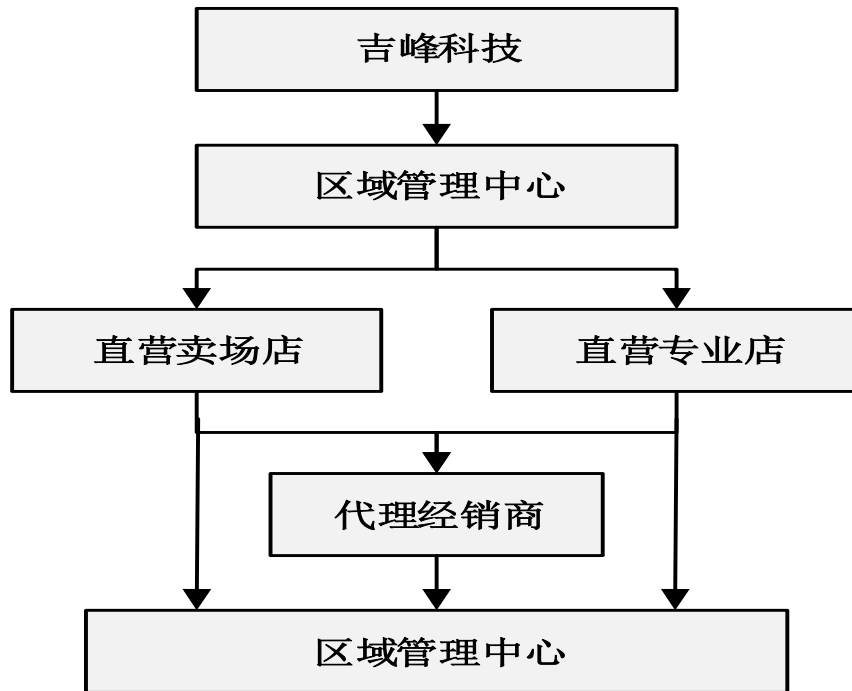 吉峰科技
区域管理中心
直营卖场店
直营专业店
代理经销商
区域管理中心